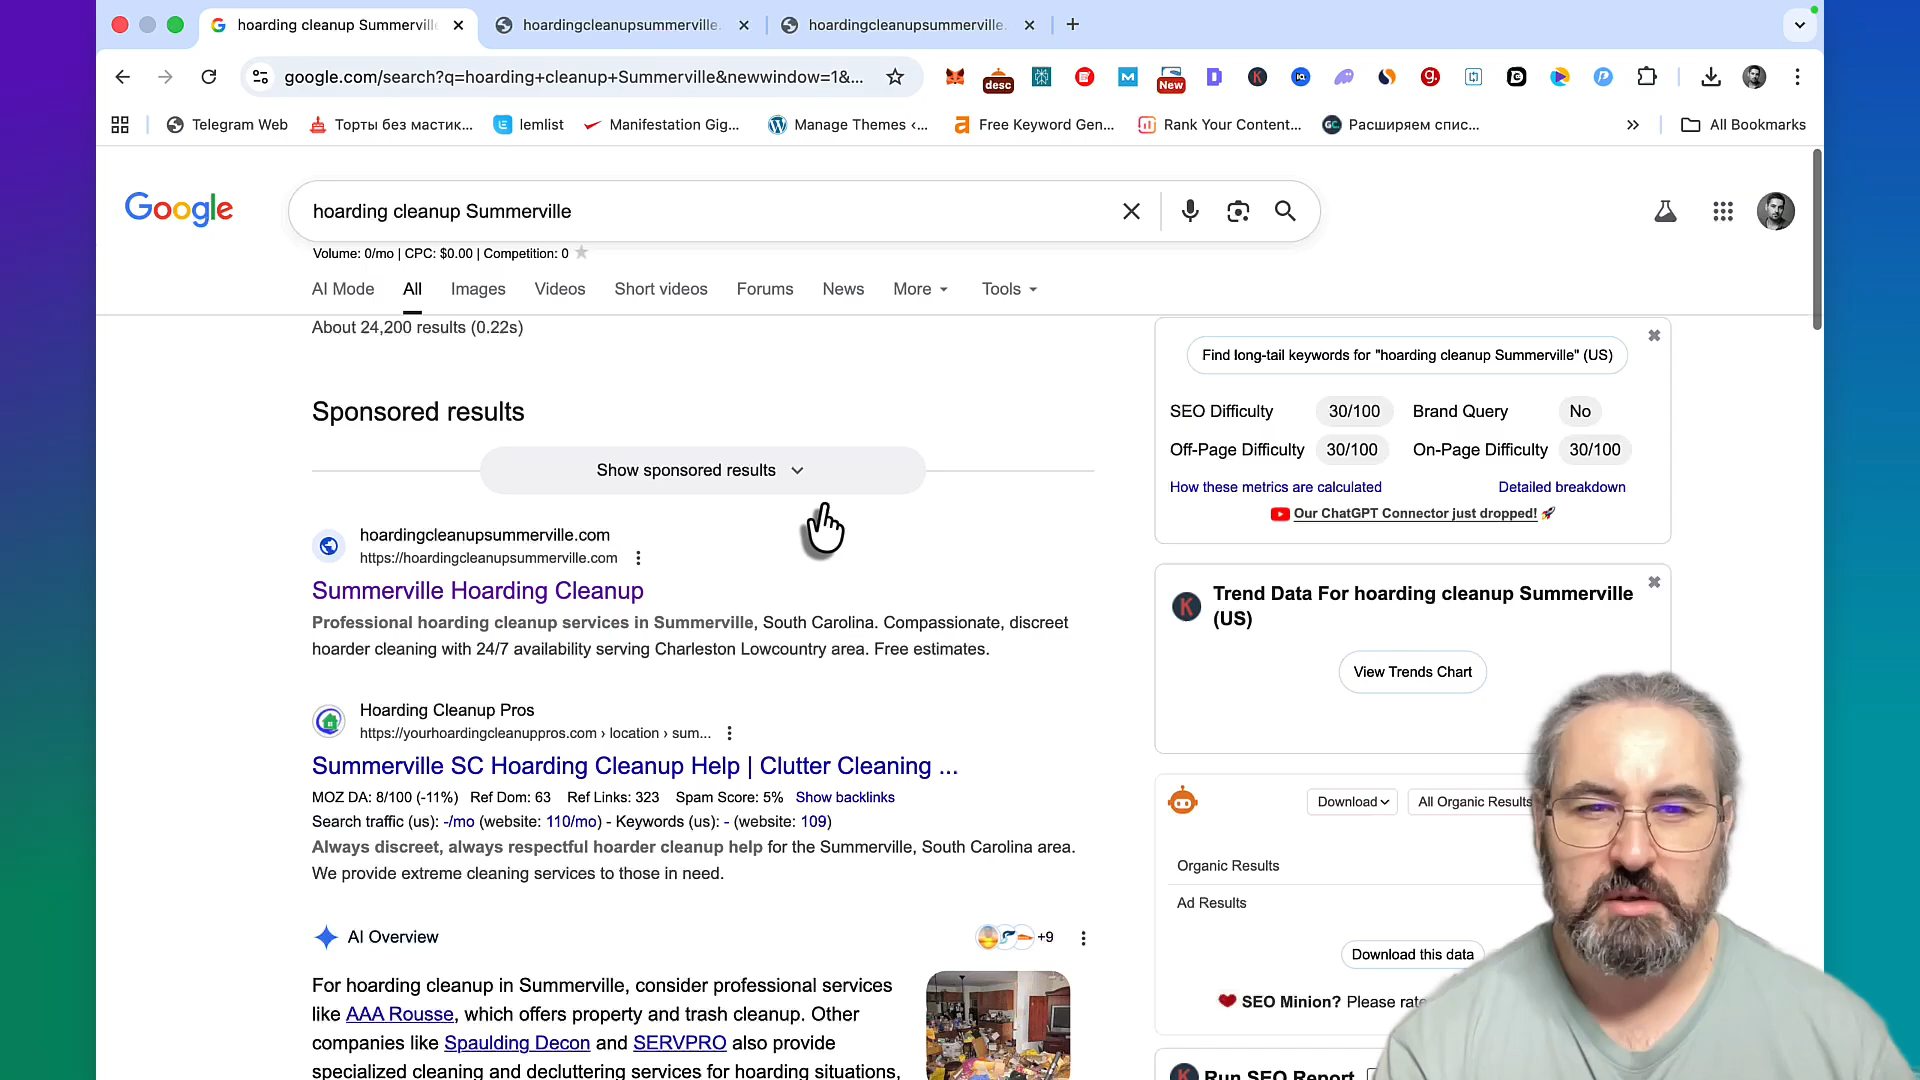 hoarding cleanup Summerville
hoardingcleanupsummerville.
hoardingcleanupsummerville.
google.com/search?q=hoarding+cleanup+Summerville&newwindow=1&...
desc
New
Telegram Web
Торты без мастик...
lemlist
Manifestation Gig...
Manage Themes ‹...
Free Keyword Gen...
Rank Your Content...
Расширяем спис...
All Bookmarks
Google
hoarding cleanup Summerville
Volume: 0/mo | CPC: $0.00 | Competition: 0
AI Mode
All
Images
Videos
Short videos
Forums
News
More
Tools
About 24,200 results (0.22s)
Sponsored results
Show sponsored results
hoardingcleanupsummerville.com
https://hoardingcleanupsummerville.com
Summerville Hoarding Cleanup
Professional hoarding cleanup services in Summerville, South Carolina. Compassionate, discreet
hoarder cleaning with 24/7 availability serving Charleston Lowcountry area. Free estimates.
Hoarding Cleanup Pros
https://yourhoardingcleanuppros.com › location › sum...
Summerville SC Hoarding Cleanup Help | Clutter Cleaning ...
MOZ DA: 8/100 (-11%) Ref Dom: 63 Ref Links: 323 Spam Score: 5% Show backlinks
Search traffic (us): -/mo (website: 110/mo) - Keywords (us): - (website: 109)
Always discreet, always respectful hoarder cleanup help for the Summerville, South Carolina area.
We provide extreme cleaning services to those in need.
AI Overview
+9
For hoarding cleanup in Summerville, consider professional services
like AAA Rousse, which offers property and trash cleanup. Other
companies like Spaulding Decon and SERVPRO also provide
specialized cleaning and decluttering services for hoarding situations,
Find long-tail keywords for "hoarding cleanup Summerville" (US)
SEO Difficulty 30/100 Brand Query No
Off-Page Difficulty 30/100 On-Page Difficulty 30/100
How these metrics are calculated Detailed breakdown
Our ChatGPT Connector just dropped! 🚀
Trend Data For hoarding cleanup Summerville
(US)
View Trends Chart
Download
All Organic Results
Organic Results
Ad Results
Download this data
SEO Minion? Please rate
Run SEO Report